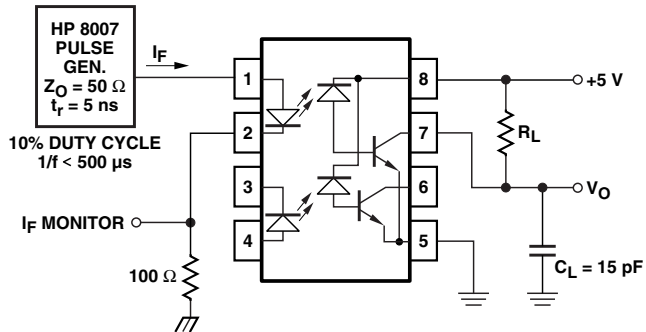 HP 8007
PULSE
GEN.
Z_O = 50 Ω
t_r = 5 ns
I_F
10% DUTY CYCLE
1/f < 500 µs
1
2
3
4
8
7
6
5
+5 V
R_L
V_O
I_F MONITOR
100 Ω
C_L = 15 pF